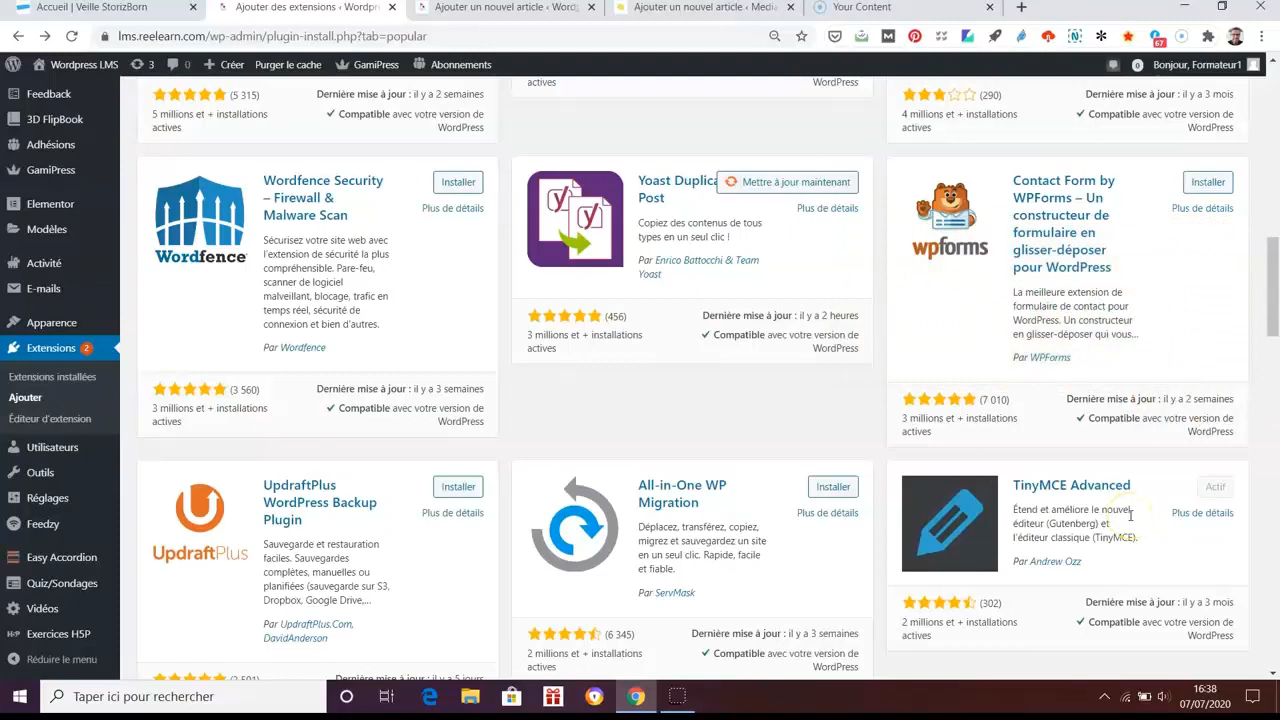 Accueil | Veille StorizBorn
Ajouter des extensions ‹ Wordpr
Ajouter un nouvel article ‹ Word
Ajouter un nouvel article ‹ Media
Your Content
lms.reelearn.com/wp-admin/plugin-install.php?tab=popular
67
Wordpress LMS
3
0
Créer
Purger le cache
GamiPress
Abonnements
0
Bonjour, Formateur1
Feedback
3D FlipBook
Adhésions
GamiPress
Elementor
Modèles
Activité
E-mails
Apparence
Extensions 2
Extensions installées
Ajouter
Éditeur d'extension
Utilisateurs
Outils
Réglages
Feedzy
Easy Accordion
Quiz/Sondages
Vidéos
H-P Exercices H5P
Réduire le menu
(5 315)
Dernière mise à jour : il y a 2 semaines
5 millions et + installations
actives
Compatible avec votre version de
WordPress
WordPress
(290)
Dernière mise à jour : il y a 3 mois
4 millions et + installations
actives
Compatible avec votre version de
WordPress
Wordfence
Wordfence Security
– Firewall &
Malware Scan
Installer
Plus de détails
Sécurisez votre site web avec
l'extension de sécurité la plus
compréhensible. Pare-feu,
scanner de logiciel
malveillant, blocage, trafic en
temps réel, sécurité de
connexion et bien d'autres.
Par Wordfence
(3 560)
Dernière mise à jour : il y a 3 semaines
3 millions et + installations
actives
Compatible avec votre version de
WordPress
Yoast Duplica
Post
Mettre à jour maintenant
Plus de détails
Copiez des contenus de tous
types en un seul clic !
Par Enrico Battocchi & Team
Yoast
(456)
Dernière mise à jour : il y a 2 heures
3 millions et + installations
actives
Compatible avec votre version de
WordPress
wpforms
Contact Form by
WPForms – Un
constructeur de
formulaire en
glisser-déposer
pour WordPress
Installer
Plus de détails
La meilleure extension de
formulaire de contact pour
WordPress. Un constructeur
en glisser-déposer qui vous...
Par WPForms
(7 010)
Dernière mise à jour : il y a 2 semaines
3 millions et + installations
actives
Compatible avec votre version de
WordPress
UpdraftPlus
UpdraftPlus
WordPress Backup
Plugin
Installer
Plus de détails
Sauvegarde et restauration
faciles. Sauvegardes
complètes, manuelles ou
planifiées (sauvegarde sur S3,
Dropbox, Google Drive,...
Par UpdraftPlus.Com,
DavidAnderson
All-in-One WP
Migration
Installer
Plus de détails
Déplacez, transférez, copiez,
migrez et sauvegardez un site
en un seul clic. Rapide, facile
et fiable.
Par ServMask
(6 345)
Dernière mise à jour : il y a 3 semaines
2 millions et + installations
actives
Compatible avec votre version de
WordPress
TinyMCE Advanced
Actif
Plus de détails
Étend et améliore le nouvel
éditeur (Gutenberg) et
l'éditeur classique (TinyMCE).
Par Andrew Ozz
(302)
Dernière mise à jour : il y a 3 mois
2 millions et + installations
actives
Compatible avec votre version de
WordPress
Taper ici pour rechercher
16:38
07/07/2020